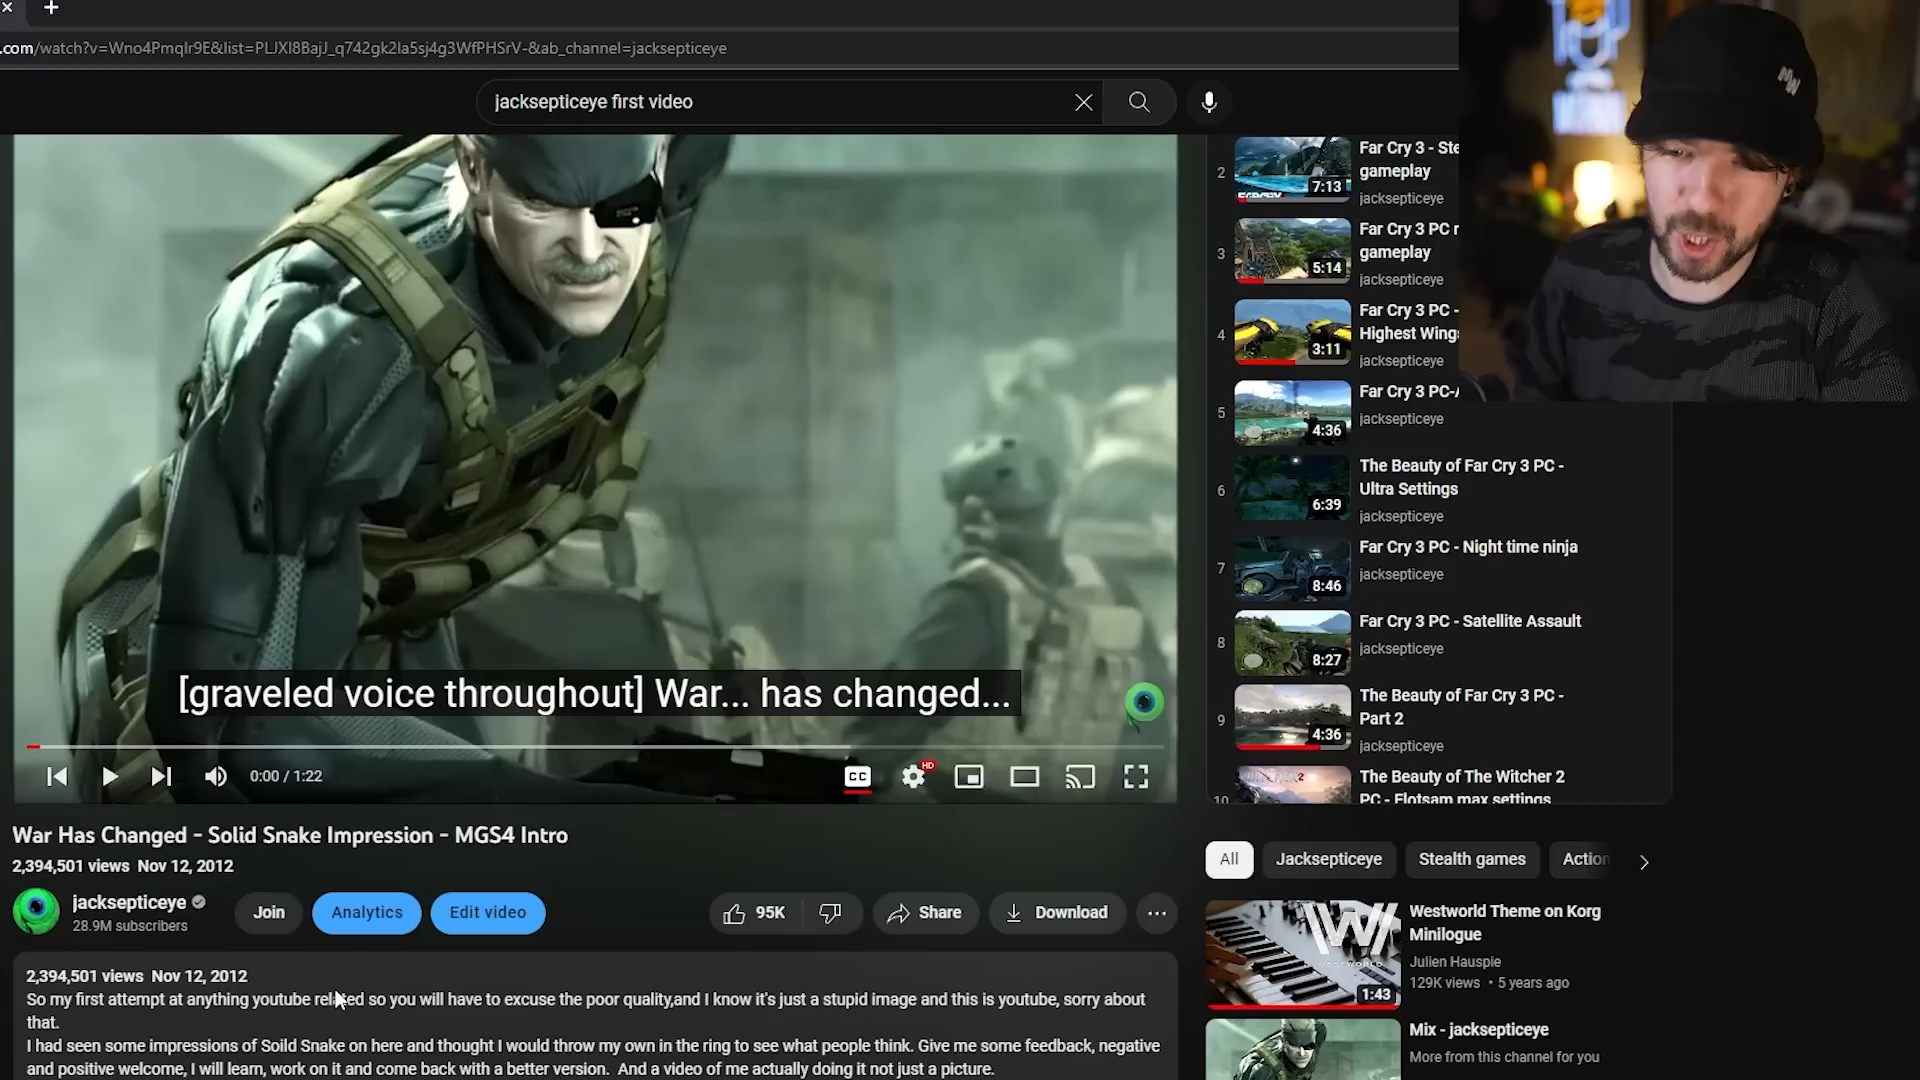 .com/watch?v=Wno4PmqIr9E&list=PLJXI8BajJ_q742gk2Ia5sj4g3WfPHSrV-&ab_channel=jacksepticeye
jacksepticeye first video
[graveled voice throughout] War... has changed...
0:00 / 1:22
CC
HD
War Has Changed - Solid Snake Impression - MGS4 Intro
2,394,501 views Nov 12, 2012
jacksepticeye
28.9M subscribers
Join
Analytics
Edit video
95K
Share
Download
2,394,501 views Nov 12, 2012
So my first attempt at anything youtube related so you will have to excuse the poor quality,and I know it's just a stupid image and this is youtube, sorry about
that.
I had seen some impressions of Soild Snake on here and thought I would throw my own in the ring to see what people think. Give me some feedback, negative
and positive welcome, I will learn, work on it and come back with a better version. And a video of me actually doing it not just a picture.
2
7:13
Far Cry 3 - Ste
gameplay
jacksepticeye
3
5:14
Far Cry 3 PC
gameplay
jacksepticeye
4
3:11
Far Cry 3 PC -
Highest Wing
jacksepticeye
5
4:36
Far Cry 3 PC-
jacksepticeye
6
6:39
The Beauty of Far Cry 3 PC -
Ultra Settings
jacksepticeye
7
8:46
Far Cry 3 PC - Night time ninja
jacksepticeye
8
8:27
Far Cry 3 PC - Satellite Assault
jacksepticeye
9
4:36
The Beauty of Far Cry 3 PC -
Part 2
jacksepticeye
10
The Beauty of The Witcher 2
PC - Flotsam max settings
All
Jacksepticeye
Stealth games
Action
1:43
Westworld Theme on Korg
Minilogue
Julien Hauspie
129K views • 5 years ago
Mix - jacksepticeye
More from this channel for you